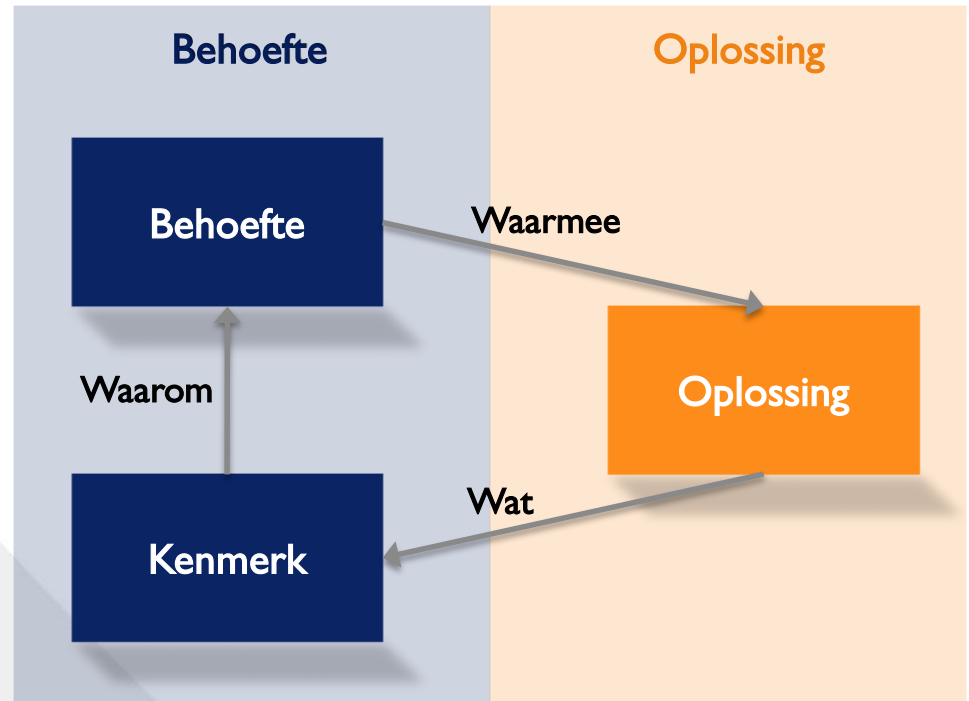 Behoefte
Oplossing
Behoefte
Waarmee
Waarom
Oplossing
Wat
Kenmerk